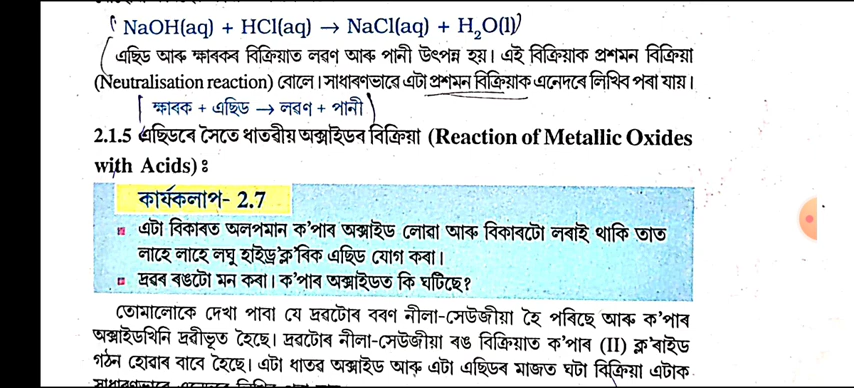 NaOH(aq) + HCl(aq) → NaCl(aq) + H₂O(l)
এছিড আৰু ক্ষাৰকৰ বিক্ৰিয়াত লৱণ আৰু পানী উৎপন্ন হয়। এই বিক্ৰিয়াক প্ৰশমন বিক্ৰিয়া
(Neutralisation reaction) বোলে। সাধাৰণভাৱে এটা প্ৰশমন বিক্ৰিয়াক এনেদৰে লিখিব পৰা যায়।
ক্ষাৰক + এছিড → লৱণ + পানী
2.1.5 এছিডৰে সৈতে ধাতৱীয় অক্সাইডৰ বিক্ৰিয়া (Reaction of Metallic Oxides
with Acids) ঃ
কাৰ্যকলাপ- 2.7
এটা বিকাৰত অলপমান ক'পাৰ অক্সাইড লোৱা আৰু বিকাৰটো লৰাই থাকি তাত
লাহে লাহে লঘু হাইড্ৰ'ক্ল'ৰিক এছিড যোগ কৰা।
দ্ৰৱৰ ৰঙটো মন কৰা। ক'পাৰ অক্সাইডত কি ঘটিছে?
তোমালোকে দেখা পাবা যে দ্ৰৱটোৰ বৰণ নীলা-সেউজীয়া হৈ পৰিছে আৰু ক'পাৰ
অক্সাইডখিনি দ্ৰৱীভূত হৈছে। দ্ৰৱটোৰ নীলা-সেউজীয়া ৰঙ বিক্ৰিয়াত ক'পাৰ (II) ক্ল'ৰাইড
গঠন হোৱাৰ বাবে হৈছে। এটা ধাতৱ অক্সাইড আৰু এটা এছিডৰ মাজত ঘটা বিক্ৰিয়া এটাক